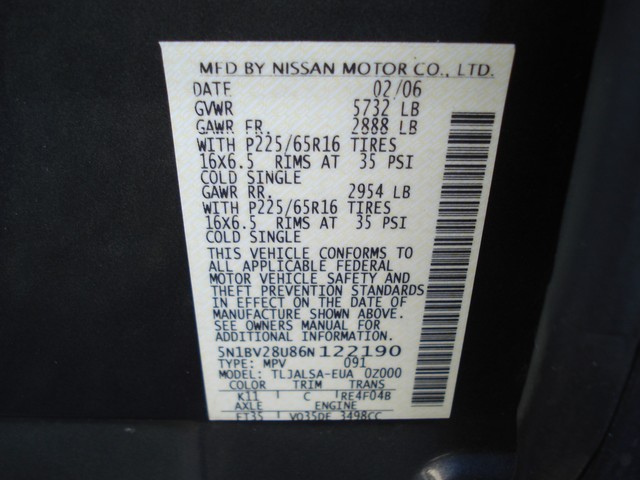 MFD BY NISSAN MOTOR CO., LTD.
DATE 02/06
GVWR 5732 LB
GAWR FR. 2888 LB
WITH P225/65R16 TIRES
16X6.5 RIMS AT 35 PSI
COLD SINGLE
GAWR RR. 2954 LB
WITH P225/65R16 TIRES
16X6.5 RIMS AT 35 PSI
COLD SINGLE
THIS VEHICLE CONFORMS TO
ALL APPLICABLE FEDERAL
MOTOR VEHICLE SAFETY AND
THEFT PREVENTION STANDARDS
IN EFFECT ON THE DATE OF
MANUFACTURE SHOWN ABOVE.
SEE OWNERS MANUAL FOR
ADDITIONAL INFORMATION.
5N1BV28U86N122190
TYPE: MPV 091
MODEL: TLJALSA-EUA 0Z000
COLOR TRIM TRANS
K11 C RE4F04B
AXLE ENGINE
FT35 VQ35DE 3498CC